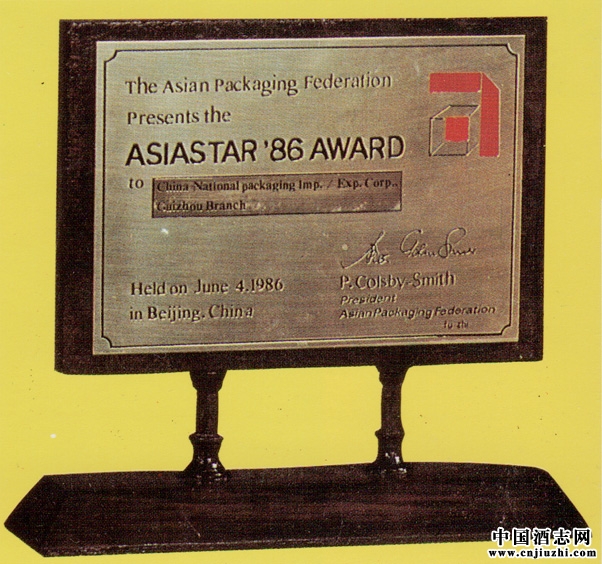 The Asian Packaging Federation
Presents the
ASIASTAR '86 AWARD
to China National packaging Imp. / Exp. Corp.,
Guizhou Branch
Held on June 4,1986
in Beijing, China
P. Colsby-Smith
President
Asian Packaging Federation
中国酒志网
www.cnjiuzhi.com